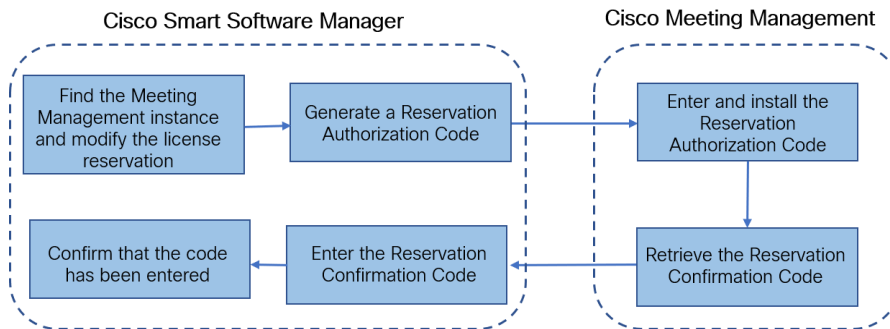 Cisco Smart Software Manager
Cisco Meeting Management
Find the Meeting
Management instance
and modify the license
reservation
Generate a Reservation
Authorization Code
Enter and install the
Reservation
Authorization Code
Retrieve the Reservation
Confirmation Code
Enter the Reservation
Confirmation Code
Confirm that the code
has been entered